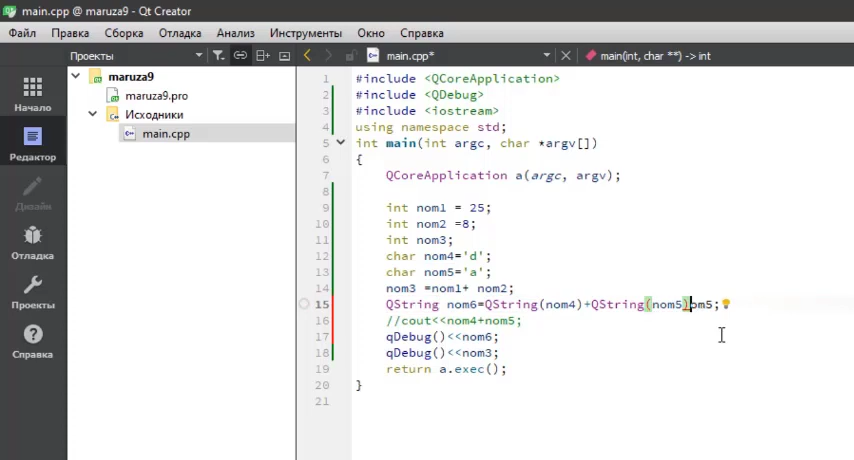 main.cpp @ maruza9 - Qt Creator
Файл Правка Сборка Отладка Анализ Инструменты Окно Справка
Проекты
main.cpp*
main(int, char **) -> int
Начало
Редактор
Дизайн
Отладка
Проекты
Справка
maruza9
maruza9.pro
Исходники
main.cpp
1 #include <QCoreApplication>
2 #include <QDebug>
3 #include <iostream>
4 using namespace std;
5 int main(int argc, char *argv[])
6 {
7 QCoreApplication a(argc, argv);
8
9 int nom1 = 25;
10 int nom2 =8;
11 int nom3;
12 char nom4='d';
13 char nom5='a';
14 nom3 =nom1+ nom2;
15 QString nom6=QString(nom4)+QString(nom5)om5;
16 //cout<<nom4+nom5;
17 qDebug()<<nom6;
18 qDebug()<<nom3;
19 return a.exec();
20 }
21